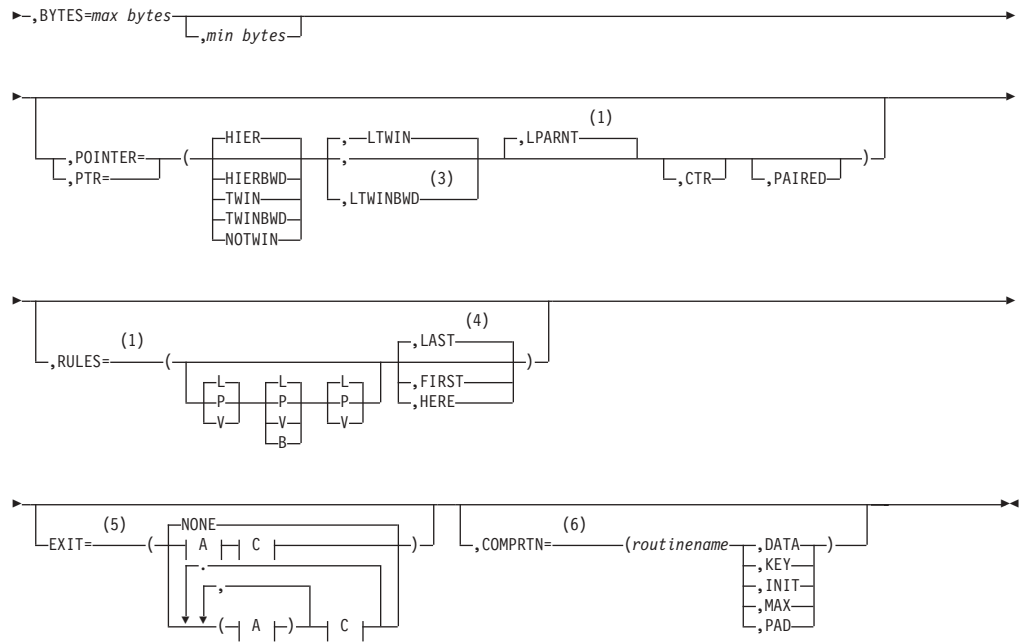 ,BYTES=max bytes
,min bytes
(1)
HIER , LTWIN ,LPARNT
,POINTER= ( , )
,PTR= HIERBWD (3) ,CTR ,PAIRED
TWIN ,LTWINBWD
TWINBWD
NOTWIN
(4)
(1) ,LAST
,RULES= ( )
L L L ,FIRST
P P P ,HERE
V V V
B
(5) NONE (6)
EXIT= ( A C ) ,COMPRTN= (routinename ,DATA )
. ,KEY
, ,INIT
,MAX
( A ) C ,PAD